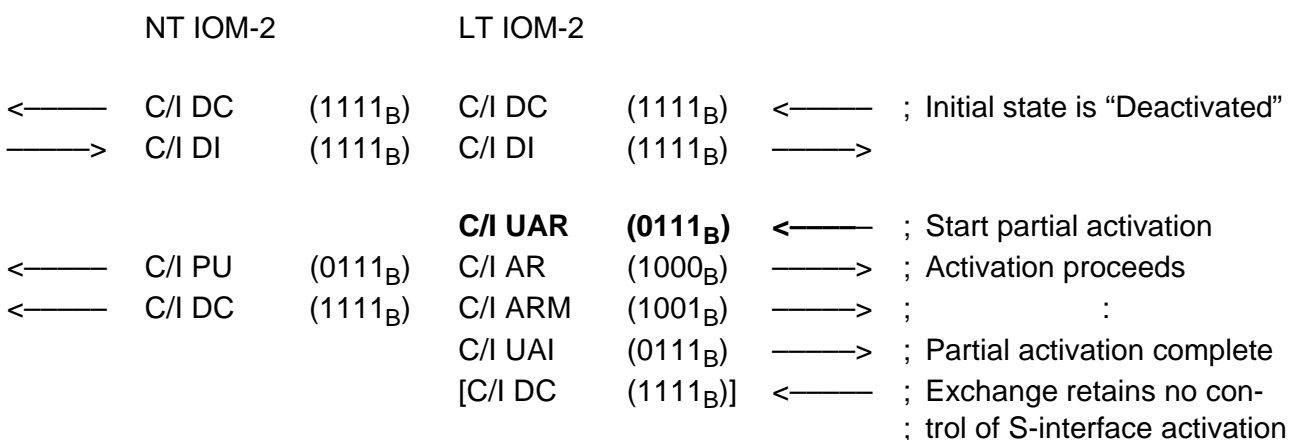 NT IOM-2 LT IOM-2
<––––– C/I DC (1111B) C/I DC (1111B) <––––– ; Initial state is “Deactivated”
–––––> C/I DI (1111B) C/I DI (1111B) –––––>
C/I UAR (0111B) <––––– ; Start partial activation
<––––– C/I PU (0111B) C/I AR (1000B) –––––> ; Activation proceeds
<––––– C/I DC (1111B) C/I ARM (1001B) –––––> ; :
C/I UAI (0111B) –––––> ; Partial activation complete
[C/I DC (1111B)] <––––– ; Exchange retains no con-
; trol of S-interface activation